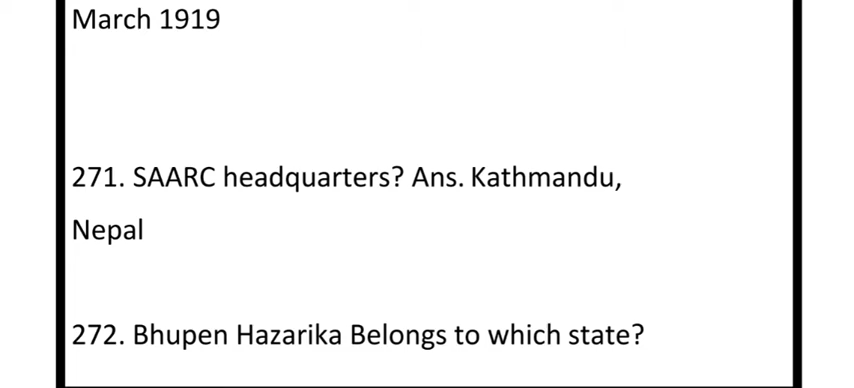 March 1919
271. SAARC headquarters? Ans. Kathmandu,
Nepal
272. Bhupen Hazarika Belongs to which state?